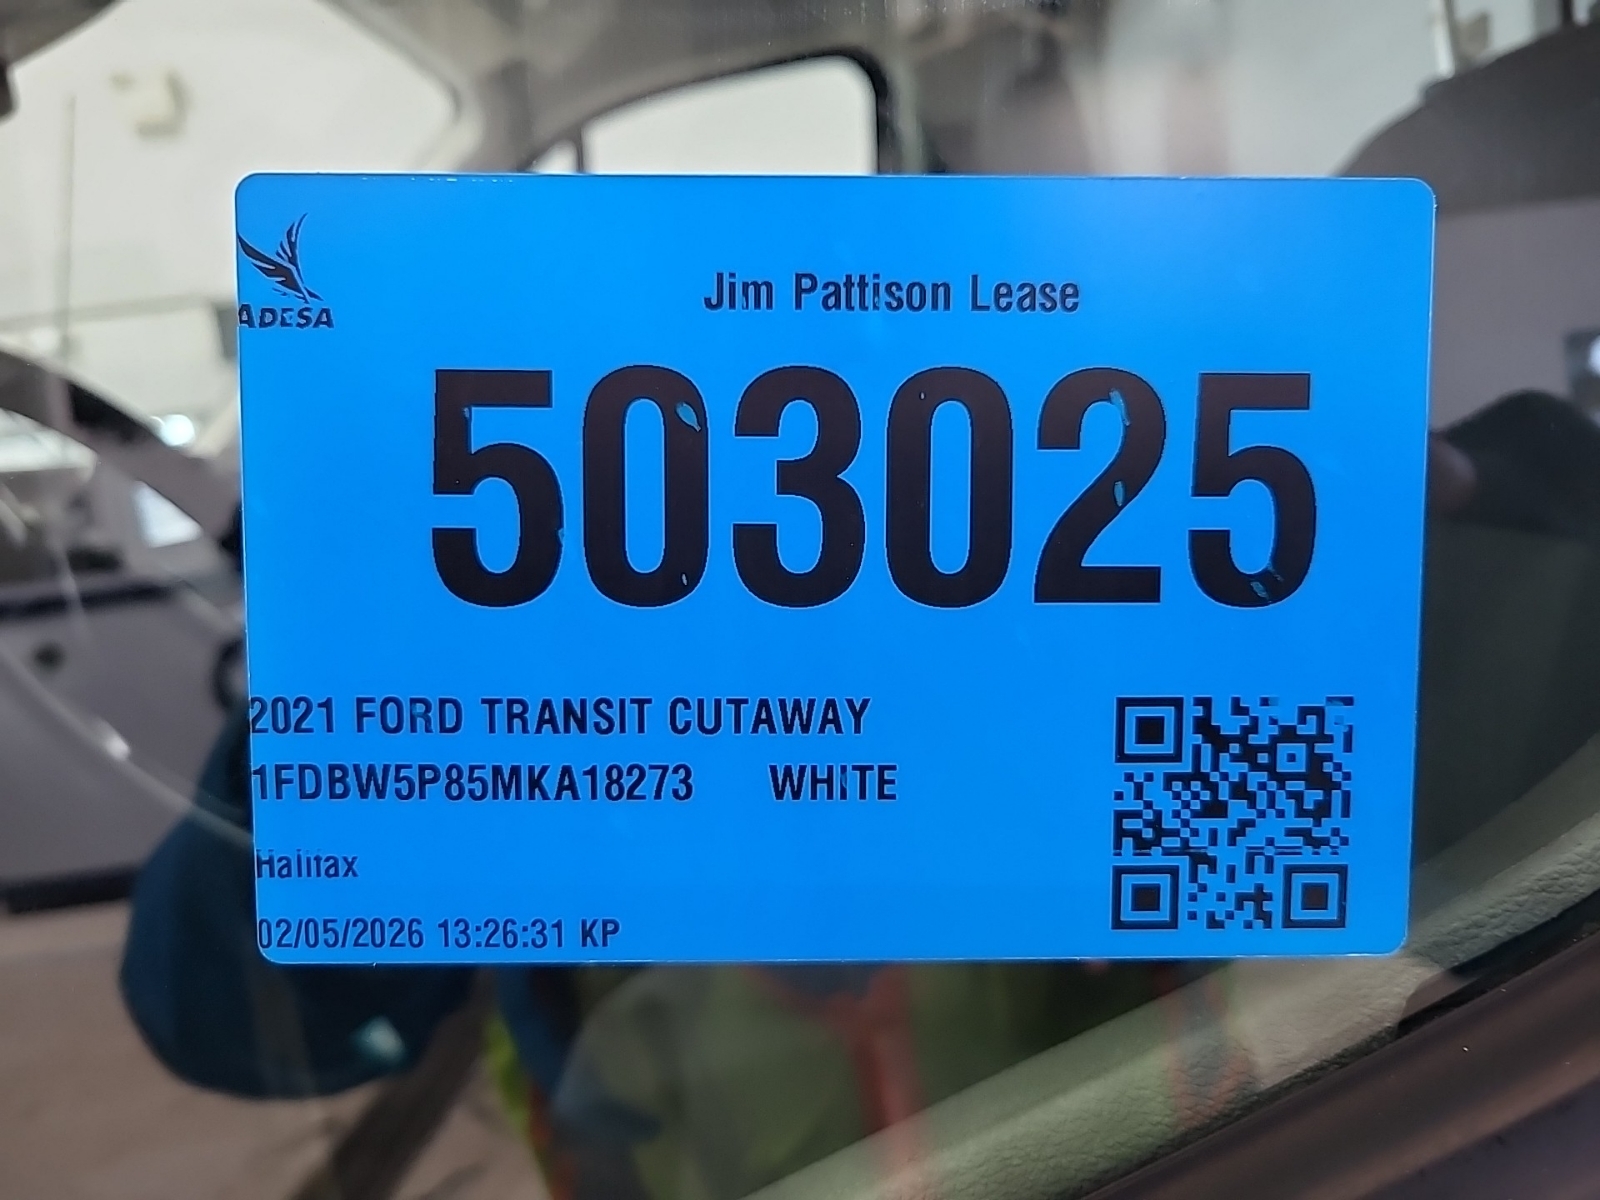 ADESA
Jim Pattison Lease
503025
2021 FORD TRANSIT CUTAWAY
1FDBW5P85MKA18273 WHITE
Halifax
02/05/2026 13:26:31 KP